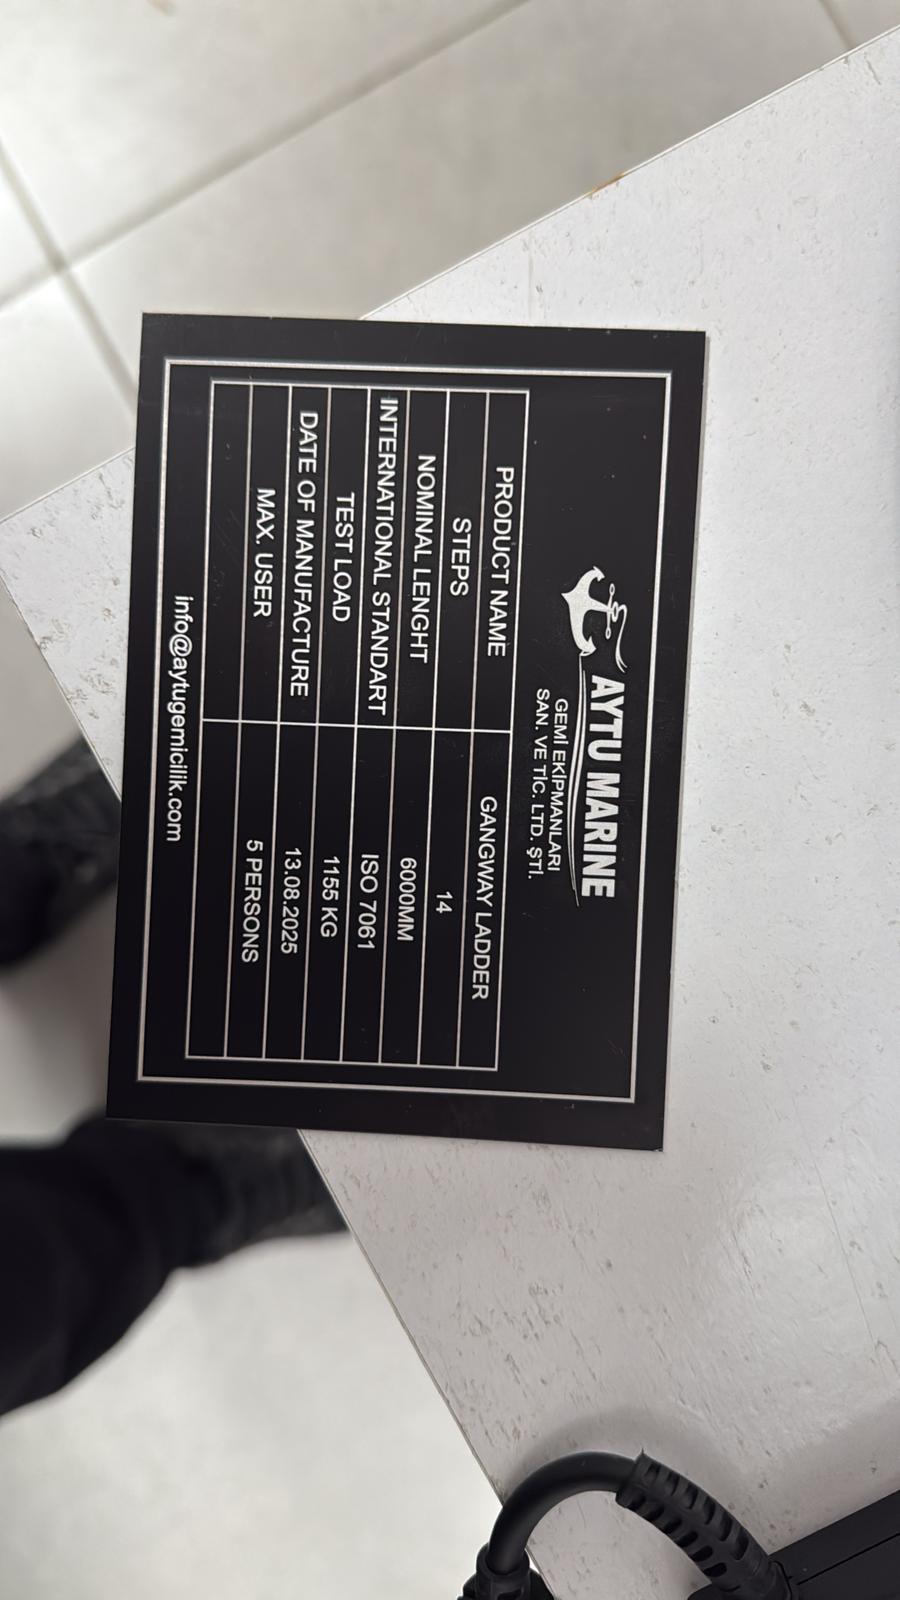 AYTU MARINE
GEMİ EKİPMANLARI
SAN. VE TİC. LTD. ŞTİ.
PRODUCT NAME GANGWAY LADDER
STEPS 14
NOMINAL LENGHT 6000MM
INTERNATIONAL STANDART ISO 7061
TEST LOAD 1155 KG
DATE OF MANUFACTURE 13.08.2025
MAX. USER 5 PERSONS
info@aytugemicilik.com